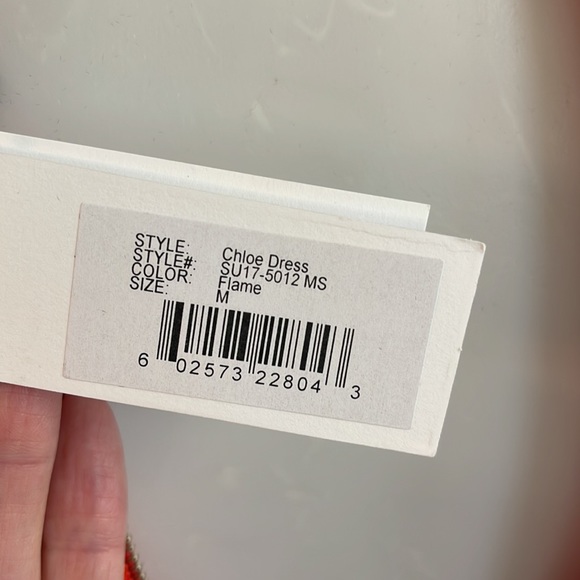 STYLE: Chloe Dress
STYLE#: SU17-5012 MS
COLOR: Flame
SIZE: M
6 02573 22804 3